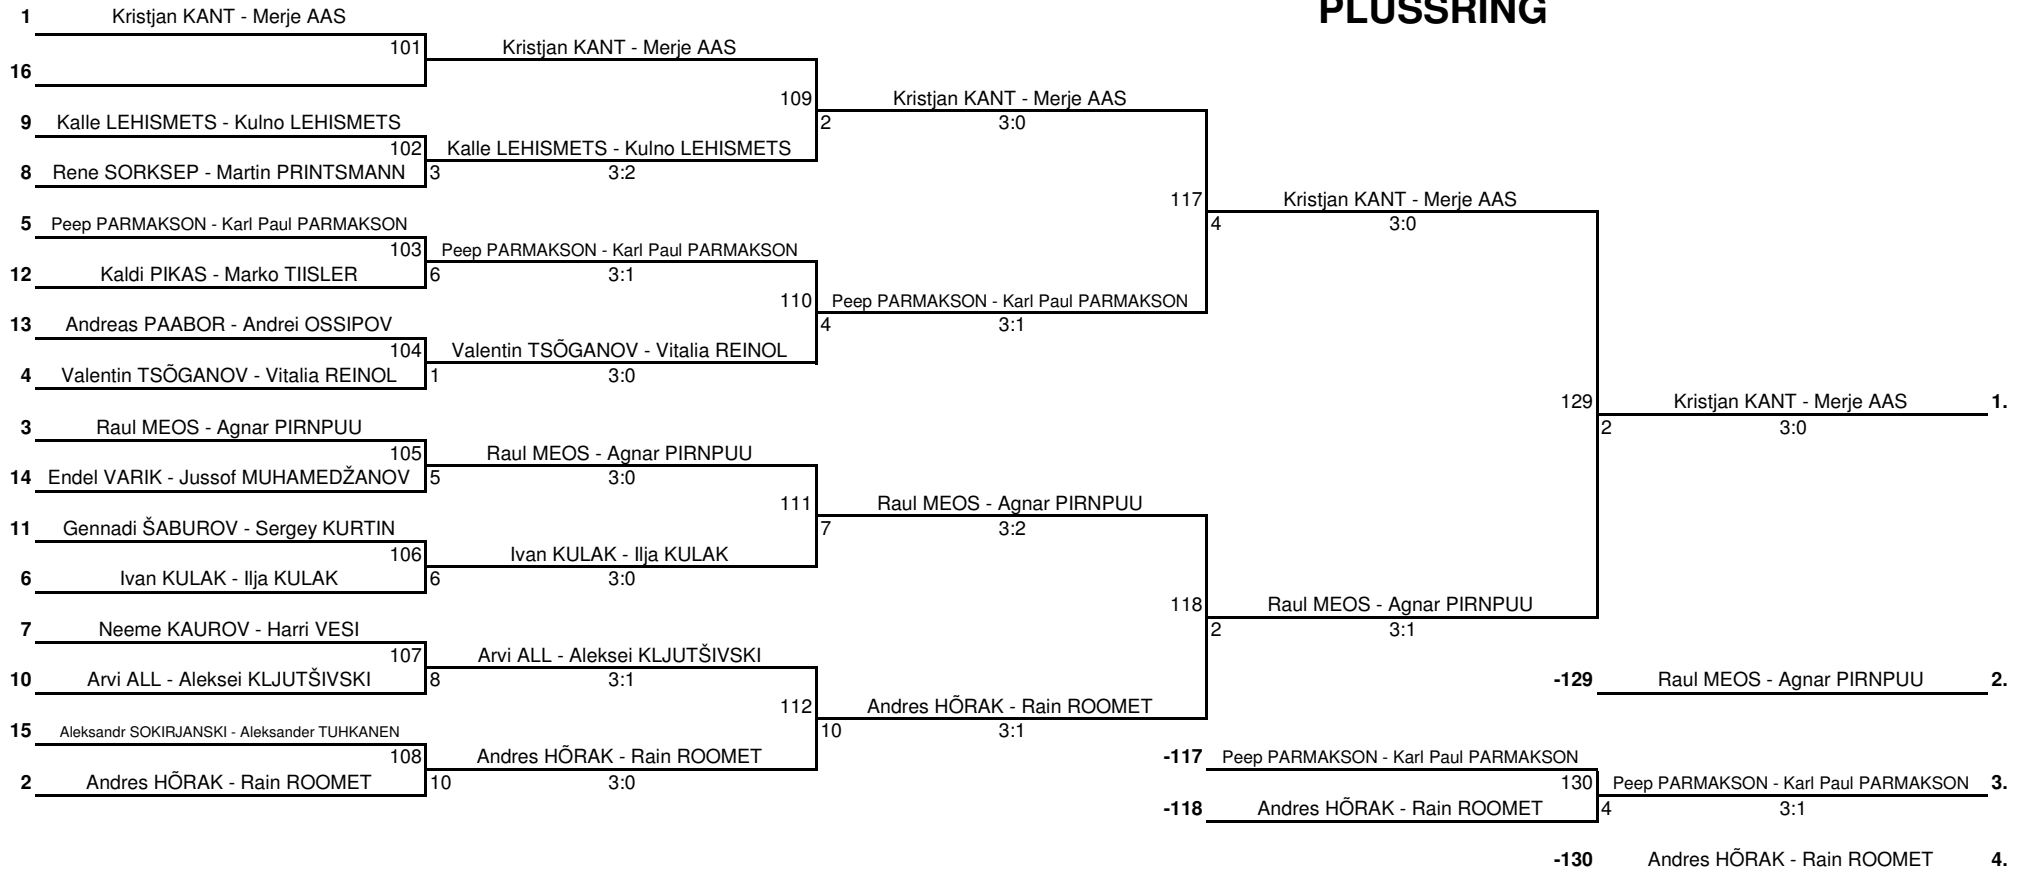 PLUSSRING
1 Kristjan KANT - Merje AAS
101 Kristjan KANT - Merje AAS
16
109 Kristjan KANT - Merje AAS
9 Kalle LEHISMETS - Kulno LEHISMETS
2 3:0
102 Kalle LEHISMETS - Kulno LEHISMETS
8 Rene SORKSEP - Martin PRINTSMANN 3 3:2
117 Kristjan KANT - Merje AAS
5 Peep PARMAKSON - Karl Paul PARMAKSON
4 3:0
103 Peep PARMAKSON - Karl Paul PARMAKSON
12 Kaldi PIKAS - Marko TIISLER 6 3:1
110 Peep PARMAKSON - Karl Paul PARMAKSON
13 Andreas PAABOR - Andrei OSSIPOV
4 3:1
104 Valentin TSÕGANOV - Vitalia REINOL
4 Valentin TSÕGANOV - Vitalia REINOL 1 3:0
129 Kristjan KANT - Merje AAS 1.
3 Raul MEOS - Agnar PIRNPUU
2 3:0
105 Raul MEOS - Agnar PIRNPUU
14 Endel VARIK - Jussof MUHAMEDŽANOV 5 3:0
111 Raul MEOS - Agnar PIRNPUU
11 Gennadi ŠABUROV - Sergey KURTIN
7 3:2
106 Ivan KULAK - Ilja KULAK
6 Ivan KULAK - Ilja KULAK 6 3:0
118 Raul MEOS - Agnar PIRNPUU
7 Neeme KAUROV - Harri VESI
2 3:1
107 Arvi ALL - Aleksei KLJUTŠIVSKI
10 Arvi ALL - Aleksei KLJUTŠIVSKI 8 3:1
-129 Raul MEOS - Agnar PIRNPUU 2.
112 Andres HÕRAK - Rain ROOMET
15 Aleksandr SOKIRJANSKI - Aleksander TUHKANEN
10 3:1
108 Andres HÕRAK - Rain ROOMET
-117 Peep PARMAKSON - Karl Paul PARMAKSON
2 Andres HÕRAK - Rain ROOMET 10 3:0
130 Peep PARMAKSON - Karl Paul PARMAKSON 3.
-118 Andres HÕRAK - Rain ROOMET 4 3:1
-130 Andres HÕRAK - Rain ROOMET 4.